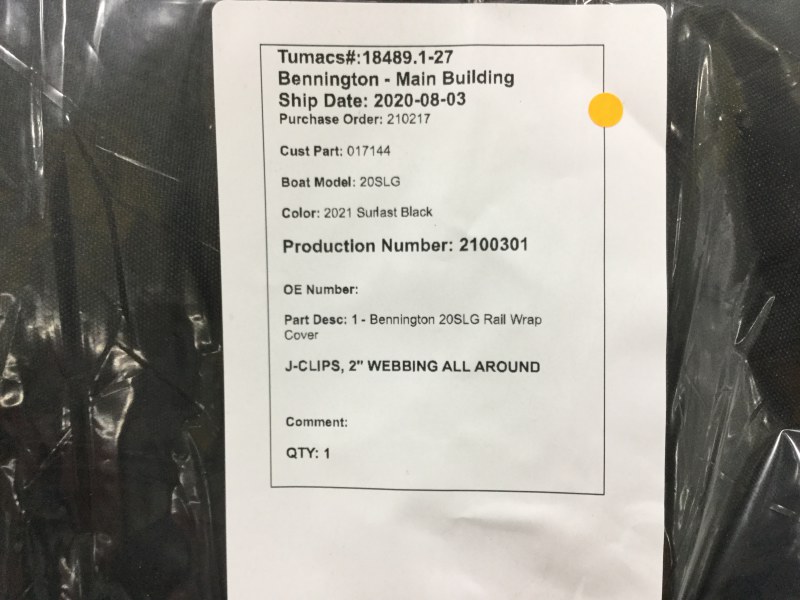 Tumacs#:18489.1-27
Bennington - Main Building
Ship Date: 2020-08-03
Purchase Order: 210217
Cust Part: 017144
Boat Model: 20SLG
Color: 2021 Surlast Black
Production Number: 2100301
OE Number:
Part Desc: 1 - Bennington 20SLG Rail Wrap
Cover
J-CLIPS, 2" WEBBING ALL AROUND
Comment:
QTY: 1